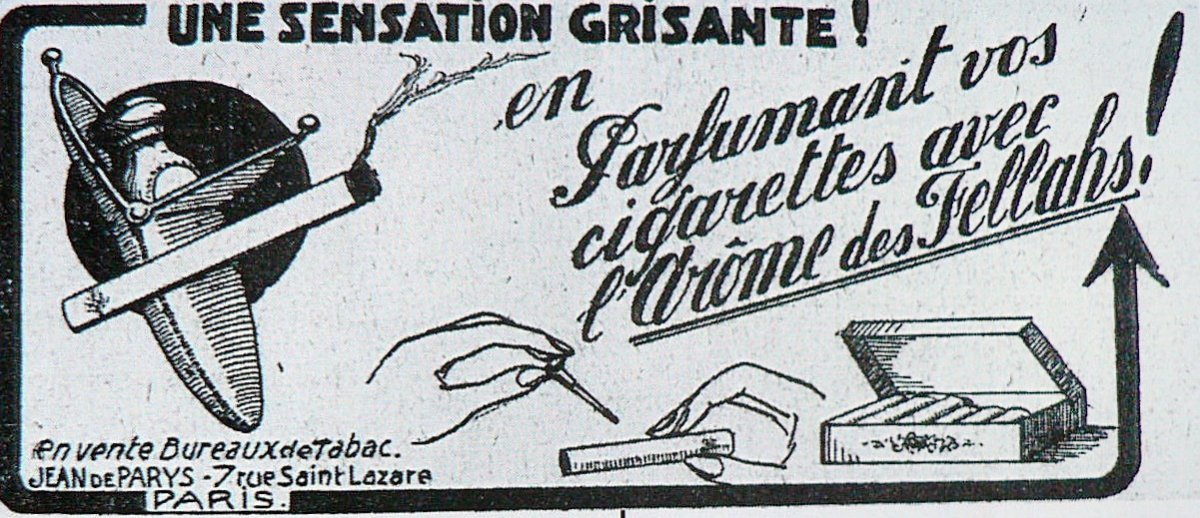 UNE SENSATION GRISANTE !
en
Parfumant vos
cigarettes avec
l'Arôme des Fellahs !
en vente Bureaux de Tabac.
JEAN DE PARYS - 7 rue Saint Lazare
PARIS.